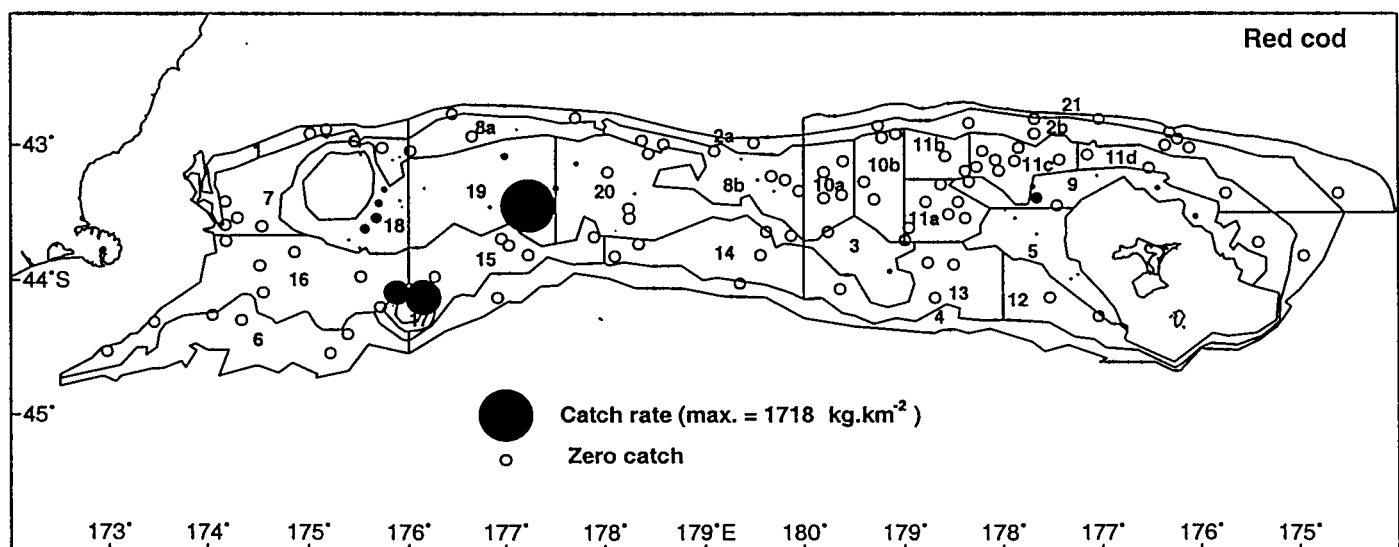 Red cod
21
8a
2a
2b
43°
11b
11c
11d
10b
10a
8b
7
19
20
9
18
11a
3
5
14
15
16
44°S
13
12
17
4
6
Catch rate (max. = 1718 kg.km⁻²)
45°
Zero catch
173° 174° 175° 176° 177° 178° 179°E 180° 179° 178° 177° 176° 175°